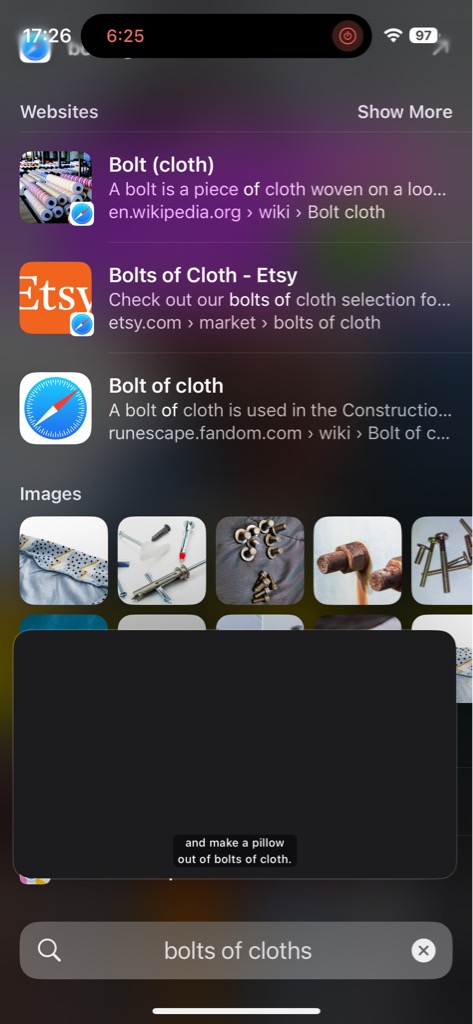 17:26
6:25
97
Websites
Show More
Bolt (cloth)
A bolt is a piece of cloth woven on a loo...
en.wikipedia.org › wiki › Bolt cloth
Etsy
Bolts of Cloth - Etsy
Check out our bolts of cloth selection fo...
etsy.com › market › bolts of cloth
Bolt of cloth
A bolt of cloth is used in the Constructio...
runescape.fandom.com › wiki › Bolt of c...
Images
and make a pillow
out of bolts of cloth.
bolts of cloths